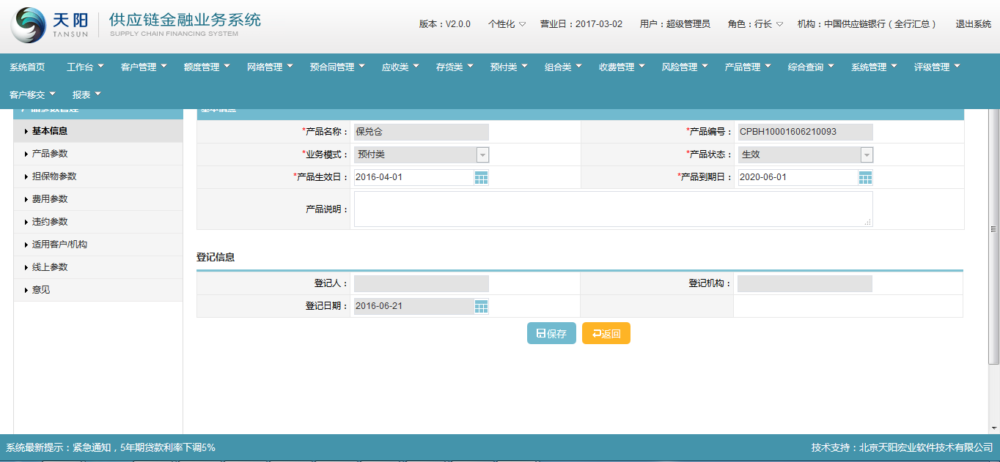 天阳 供应链金融业务系统
TANSUN SUPPLY CHAIN FINANCING SYSTEM
版本：V2.0.0 个性化 营业日：2017-03-02 用户：超级管理员 角色：行长 机构：中国供应链银行（全行汇总） 退出系统
系统首页 工作台 客户管理 额度管理 网络管理 预合同管理 应收类 存货类 预付类 组合类 收费管理 风险管理 产品管理 综合查询 系统管理 评级管理
客户移交 报表
产品参数管理
基本信息
产品参数
担保物参数
费用参数
违约参数
适用客户/机构
线上参数
意见
基本信息
*产品名称： 保兑仓 *产品编号： CPBH10001606210093
*业务模式： 预付类 *产品状态： 生效
*产品生效日： 2016-04-01 *产品到期日： 2020-06-01
产品说明：
登记信息
登记人： 登记机构：
登记日期： 2016-06-21
保存 返回
系统最新提示：紧急通知，5年期贷款利率下调5% 技术支持：北京天阳宏业软件技术有限公司